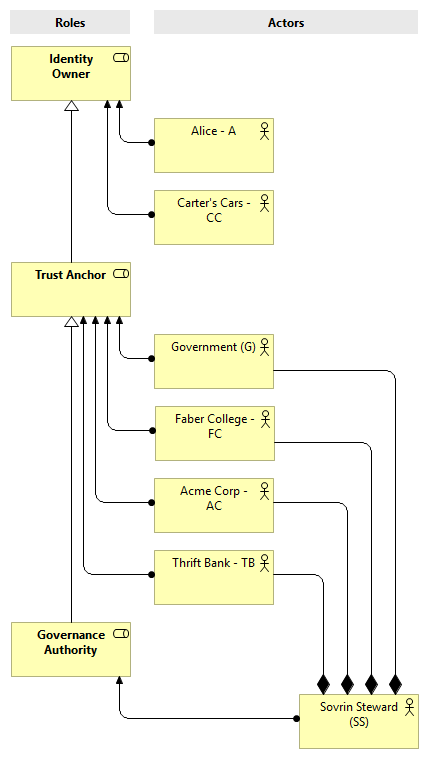 Roles
Actors
Identity
Owner
Alice - A
Carter's Cars -
CC
Trust Anchor
Government (G)
Faber College -
FC
Acme Corp -
AC
Thrift Bank - TB
Governance
Authority
Sovrin Steward
(SS)